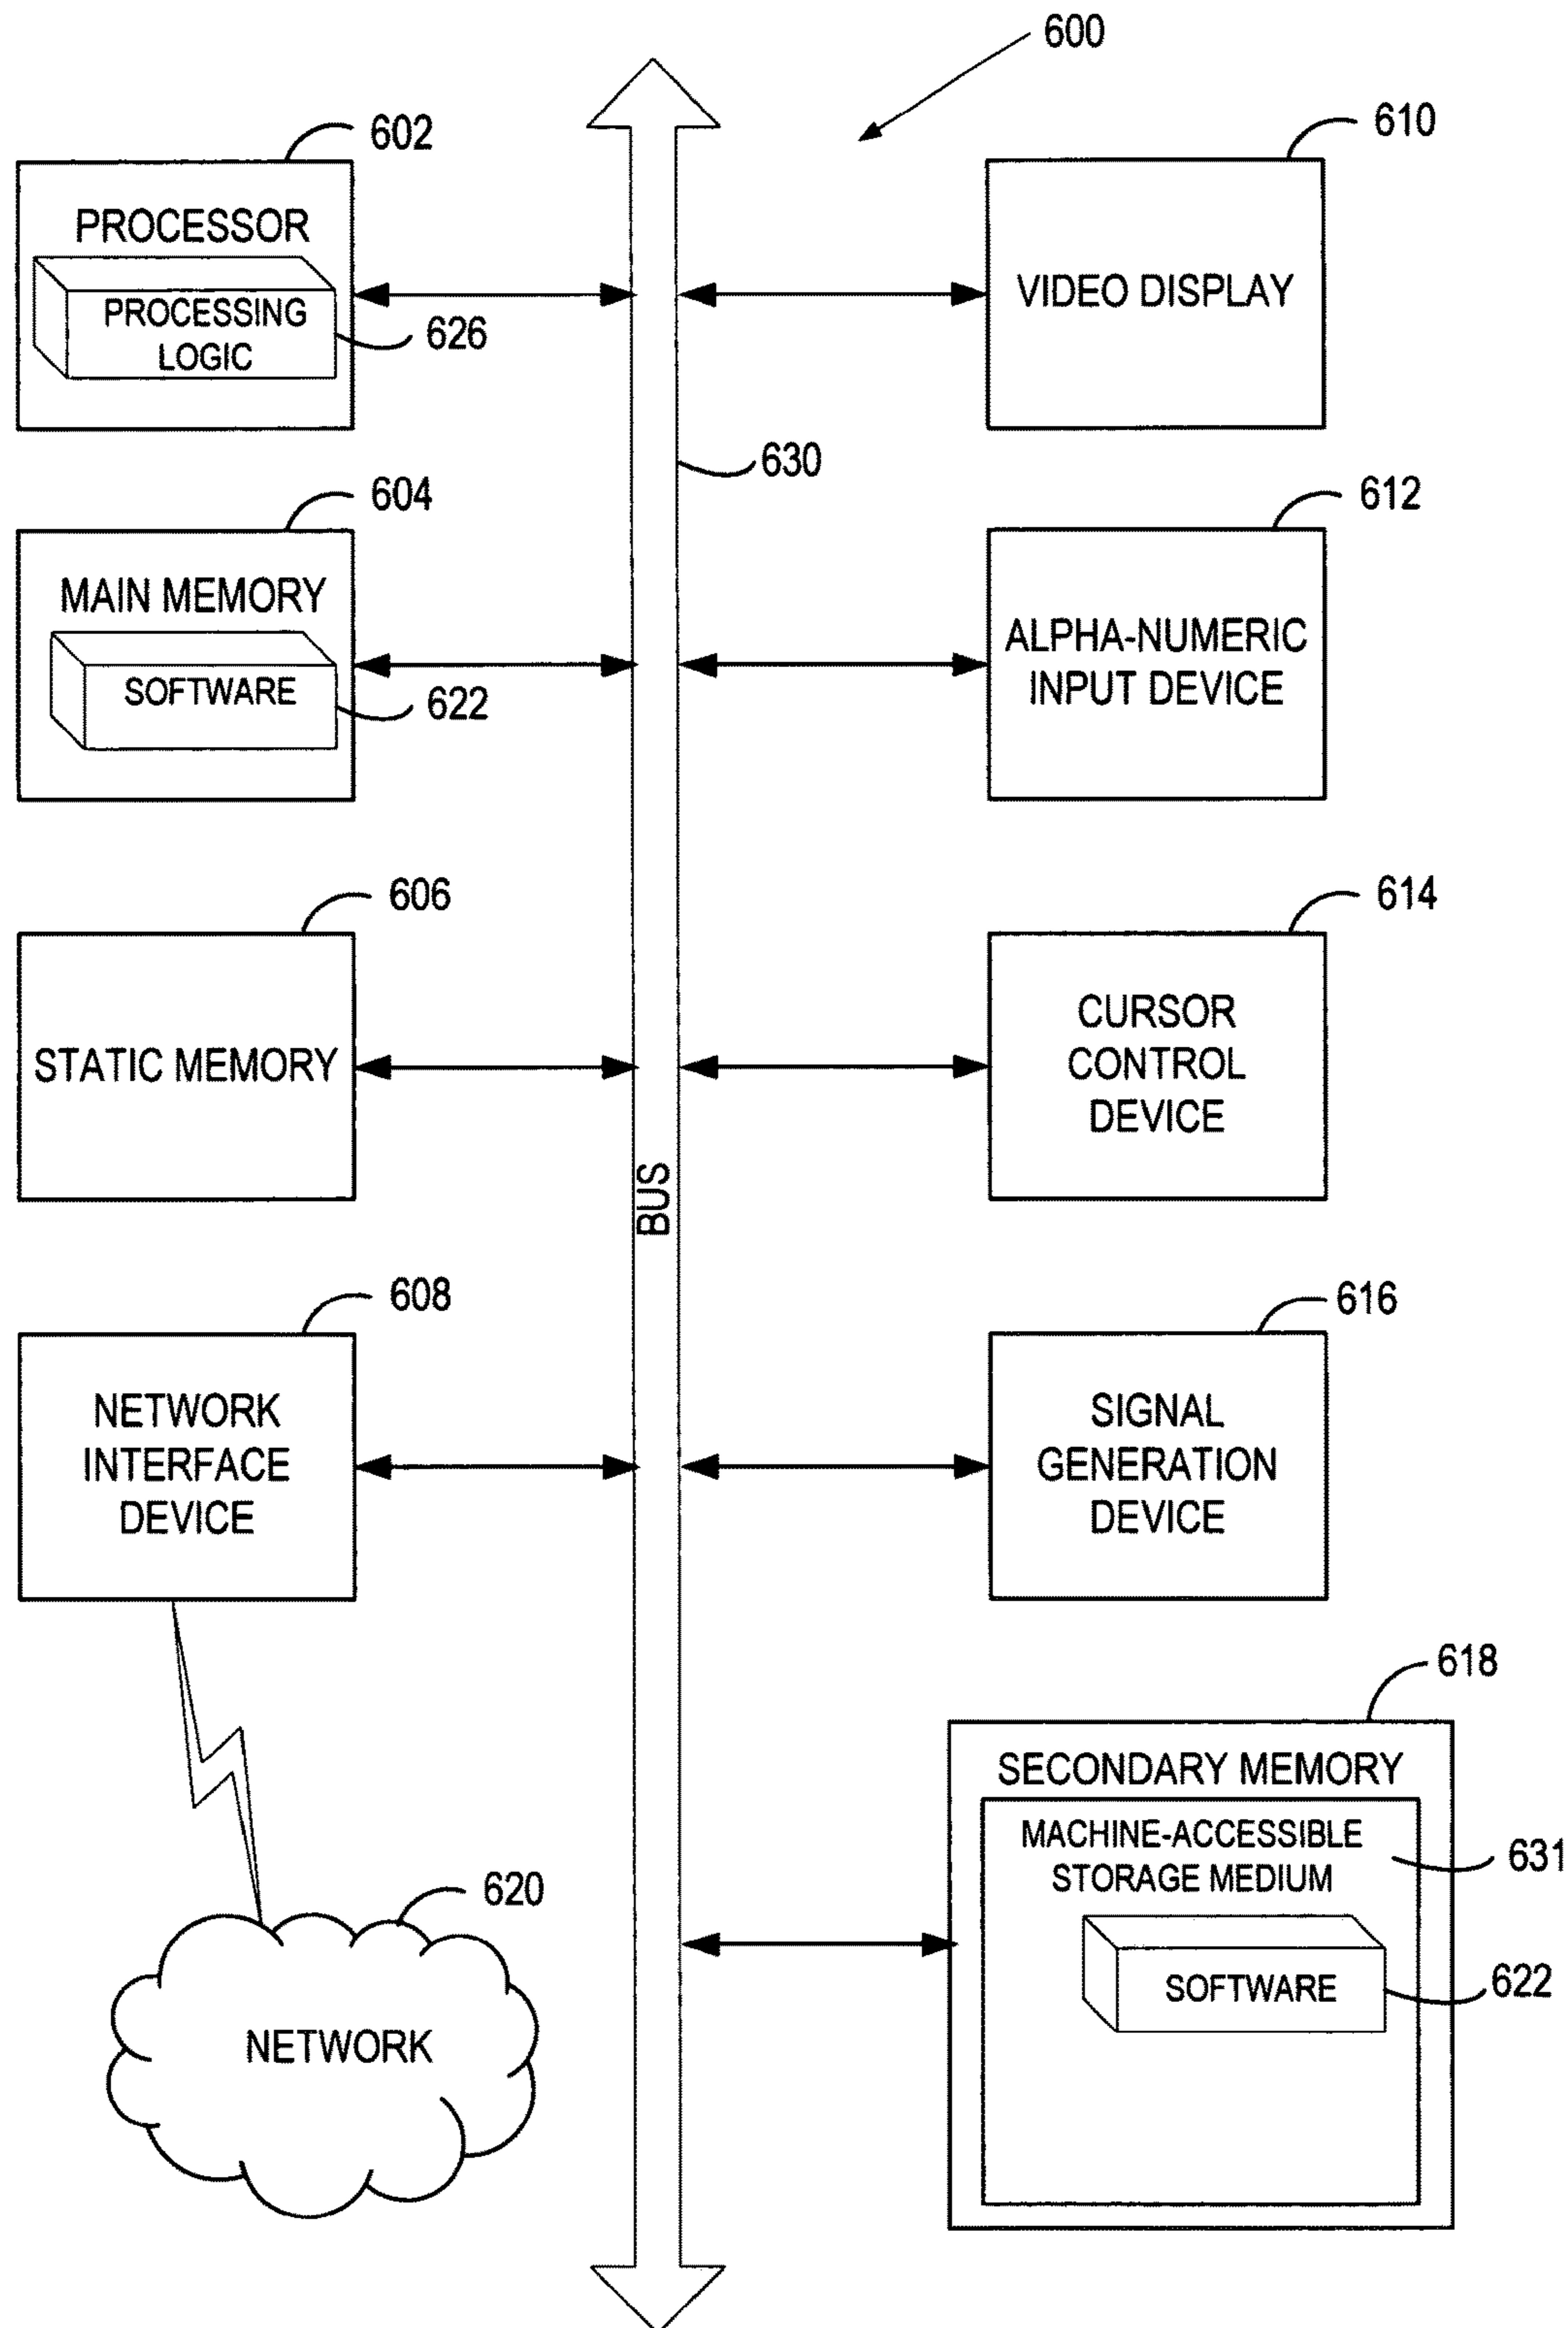 600
602
PROCESSOR
PROCESSING
LOGIC
626
610
VIDEO DISPLAY
630
604
MAIN MEMORY
SOFTWARE
622
612
ALPHA-NUMERIC
INPUT DEVICE
606
STATIC MEMORY
614
CURSOR
CONTROL
DEVICE
BUS
608
NETWORK
INTERFACE
DEVICE
616
SIGNAL
GENERATION
DEVICE
618
SECONDARY MEMORY
MACHINE-ACCESSIBLE
STORAGE MEDIUM
631
SOFTWARE
622
620
NETWORK